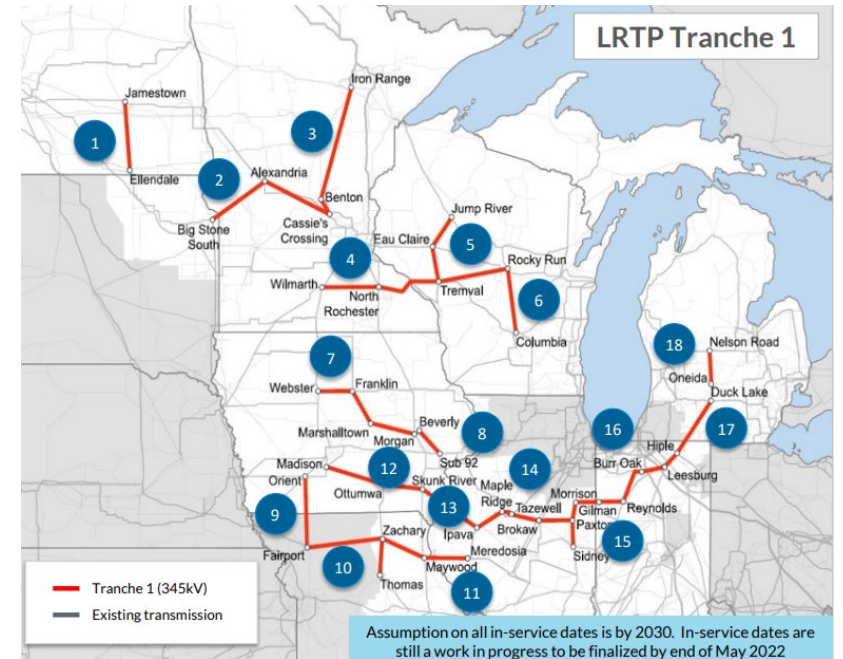 LRTP Tranche 1
Iron Range
Jamestown
1
3
2
Alexandria
Ellendale
Benton
Big Stone
South
Cassie's
Crossing
Jump River
Eau Claire
5
4
Rocky Run
Wilmarth
North
Rochester
Tremval
6
Columbia
7
18
Nelson Road
Oneida
Duck Lake
Webster
Franklin
Marshalltown
Morgan
Beverly
8
16
17
Sub 92
Hiple
Burr Oak
Leesburg
Madison
Orient
12
Ottumwa
Skunk River
14
Maple
Ridge
Tazewell
Morrison
Gilman
Reynolds
9
13
Ipava
Brokaw
Paxton
15
Sidney
Zachary
Fairport
10
Meredosia
Maywood
Thomas
11
Tranche 1 (345kV)
Existing transmission
Assumption on all in-service dates is by 2030. In-service dates are
still a work in progress to be finalized by end of May 2022